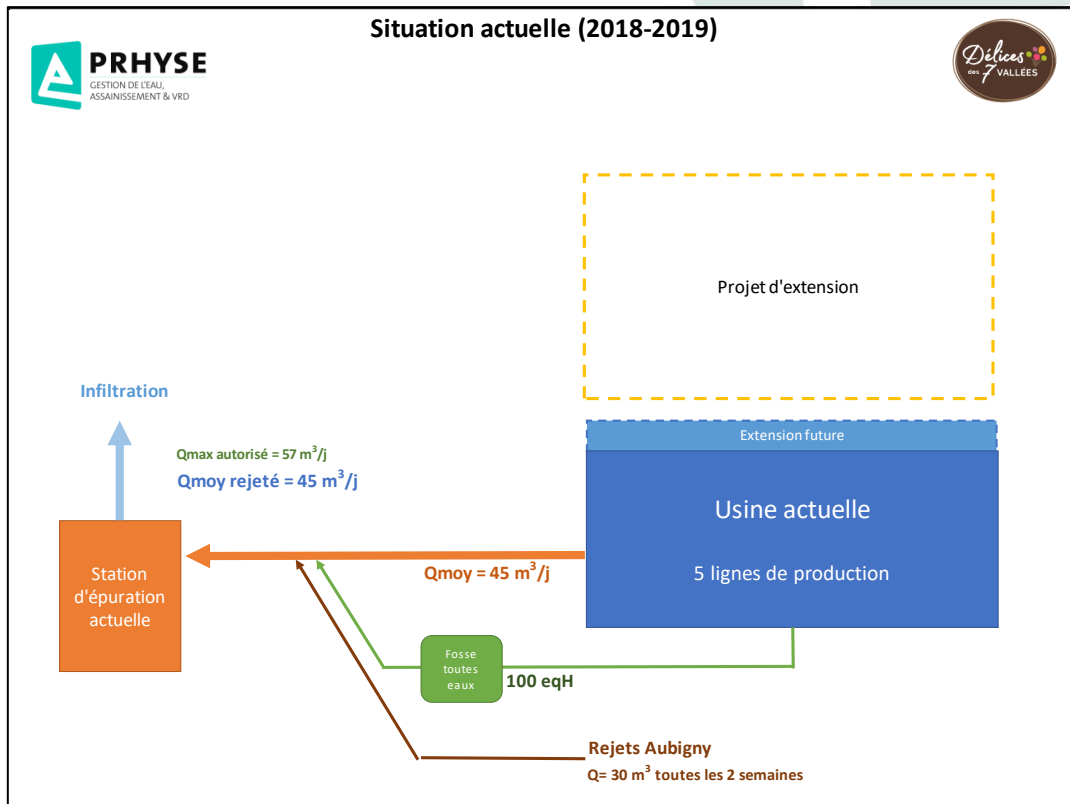 Situation actuelle (2018-2019)
PRHYSE
GESTION DE L'EAU,
ASSAINISSEMENT & VRD
Délices
des 7 VALLÉES
Projet d'extension
Infiltration
Extension future
Qmax autorisé = 57 m³/j
Qmoy rejeté = 45 m³/j
Usine actuelle
5 lignes de production
Station
d'épuration
actuelle
Qmoy = 45 m³/j
Fosse
toutes
eaux
100 eqH
Rejets Aubigny
Q= 30 m³ toutes les 2 semaines